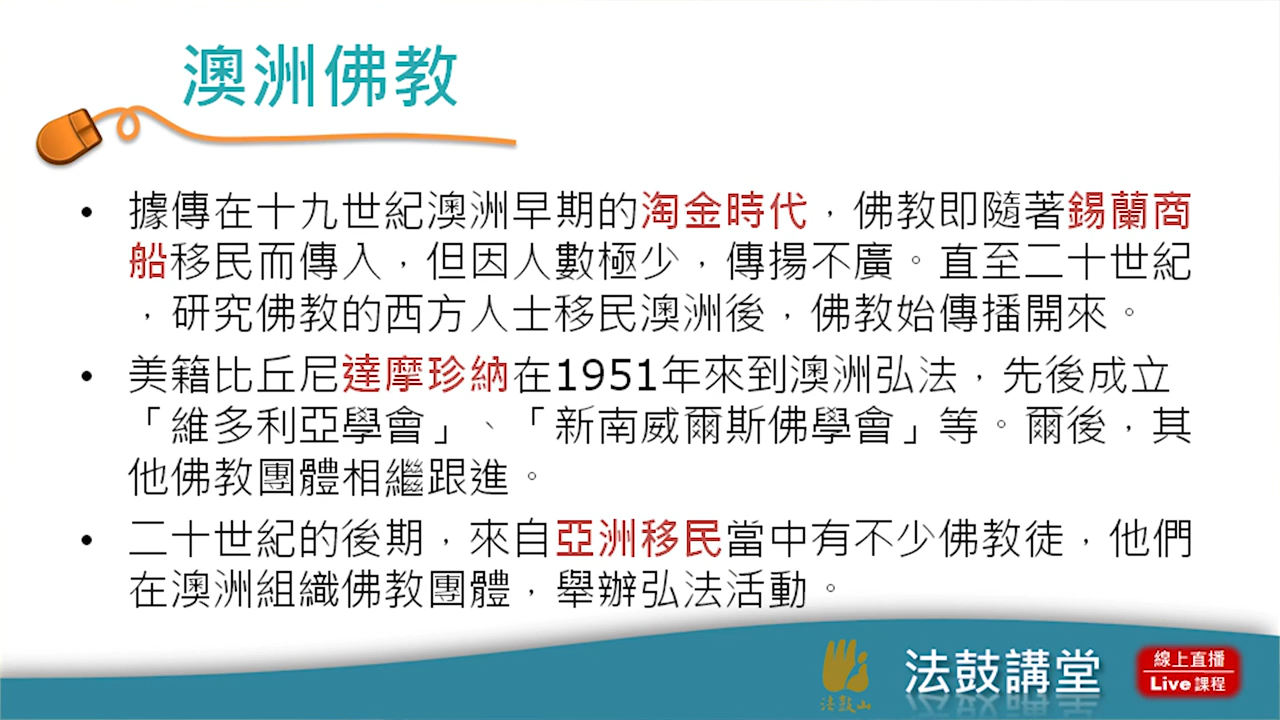 澳洲佛教
• 據傳在十九世紀澳洲早期的淘金時代，佛教即隨著錫蘭商
船移民而傳入，但因人數極少，傳揚不廣。直至二十世紀
，研究佛教的西方人士移民澳洲後，佛教始傳播開來。
• 美籍比丘尼達摩珍納在1951年來到澳洲弘法，先後成立
「維多利亞學會」、「新南威爾斯佛學會」等。爾後，其
他佛教團體相繼跟進。
• 二十世紀的後期，來自亞洲移民當中有不少佛教徒，他們
在澳洲組織佛教團體，舉辦弘法活動。
法鼓山
法鼓講堂
線上直播
Live 課程